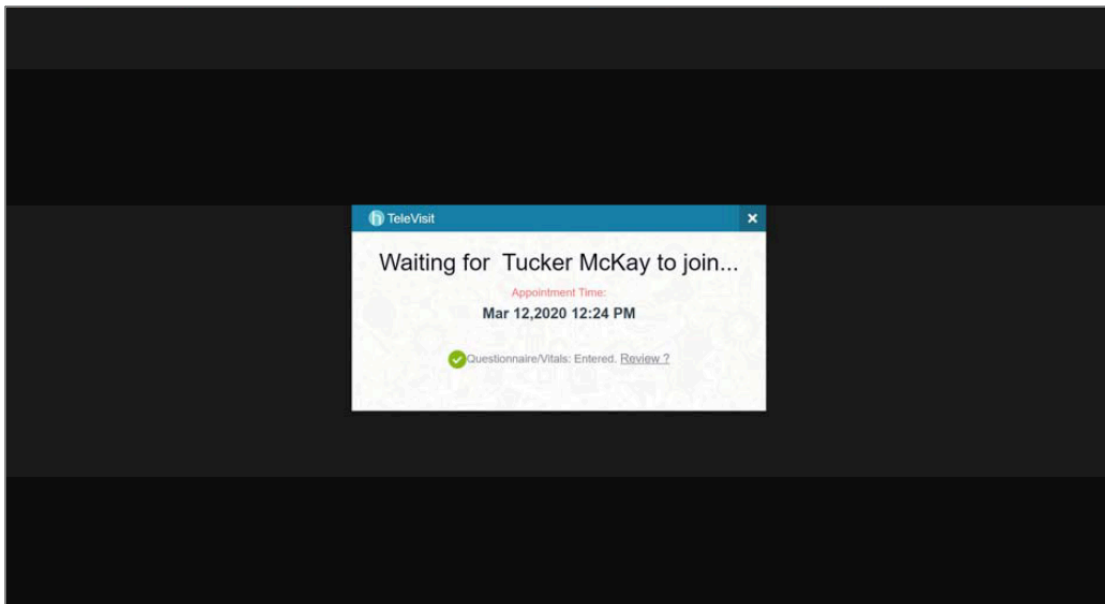 TeleVisit
Waiting for Tucker McKay to join...
Appointment Time:
Mar 12,2020 12:24 PM
Questionnaire/Vitals: Entered. Review ?